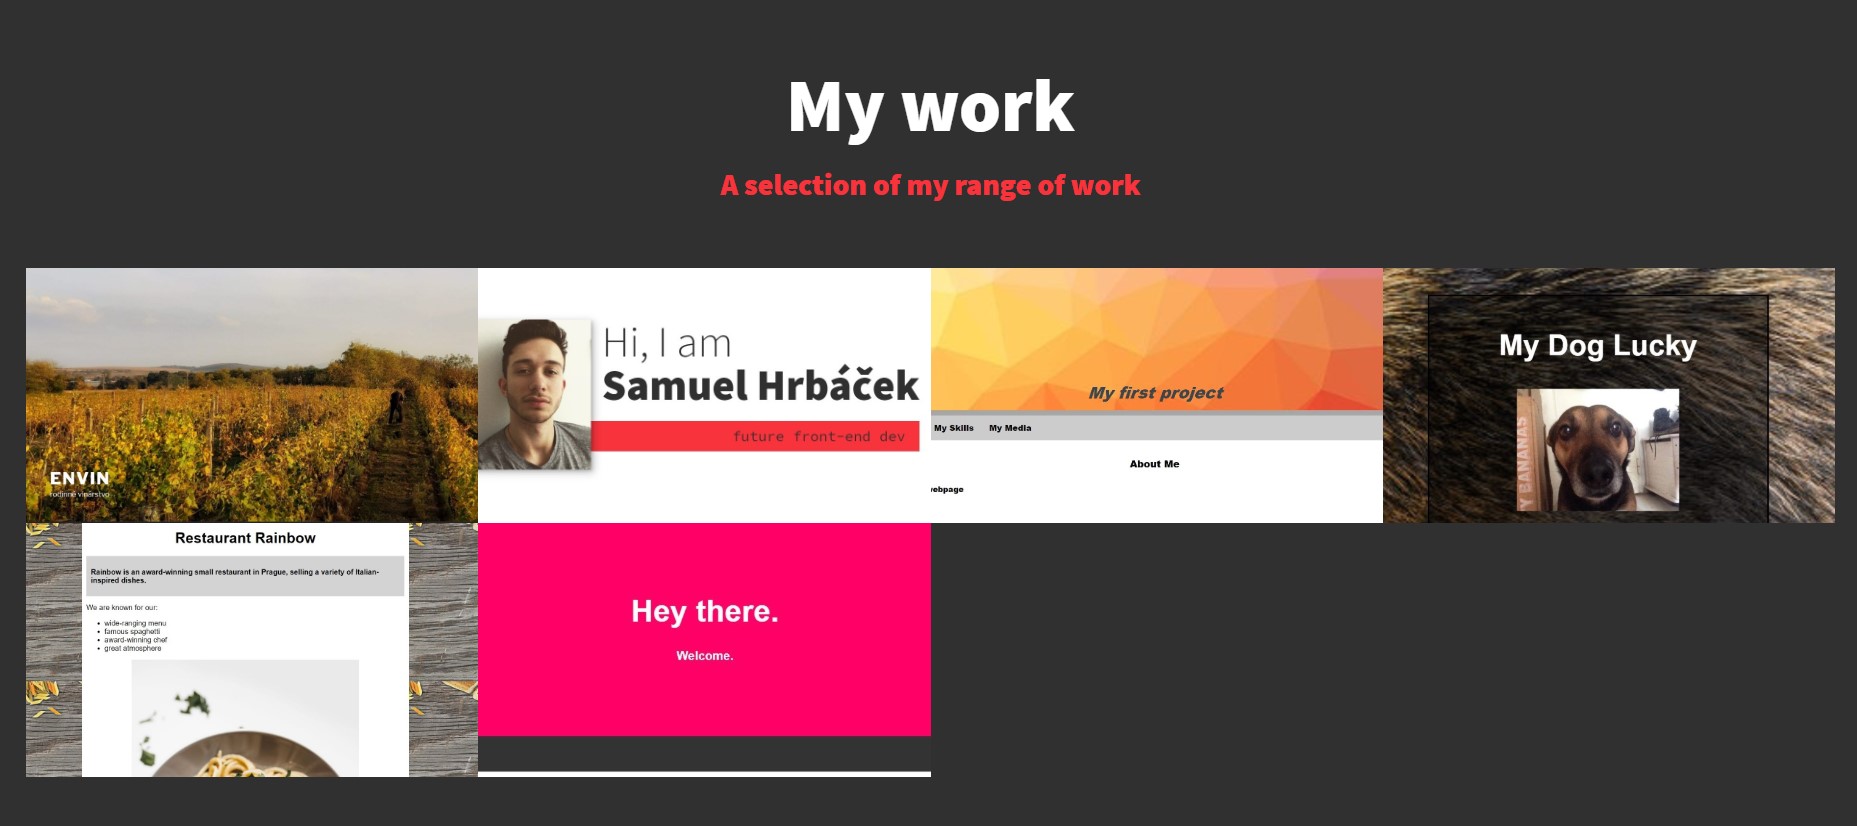 My work
A selection of my range of work
ENVIN
rodinné vinárstvo
Hi, I am
Samuel Hrbáček
future front-end dev
My first project
My Skills My Media
About Me
My Dog Lucky
BANANAS
Restaurant Rainbow
Rainbow is an award-winning small restaurant in Prague, selling a variety of Italian-
inspired dishes.
We are known for our:
wide-ranging menu
famous spaghetti
award-winning chef
great atmosphere
Hey there.
Welcome.